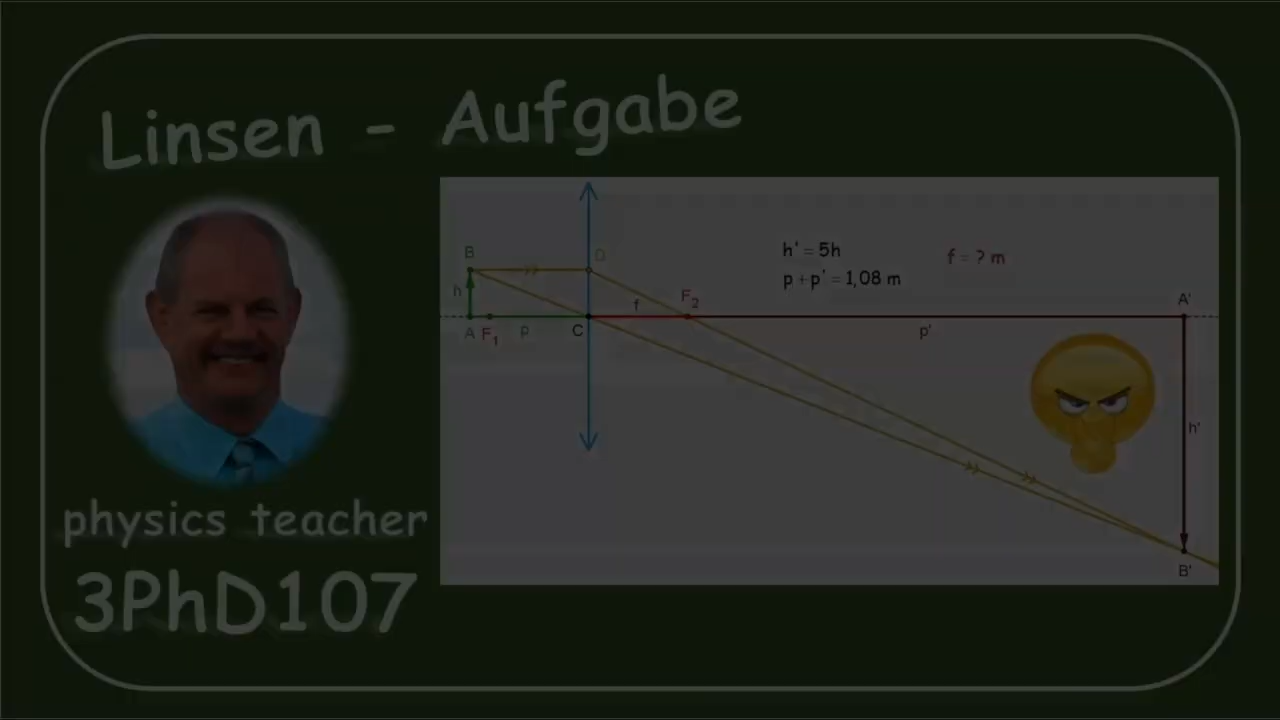 Linsen - Aufgabe
h' = 5h
f = ? m
p + p' = 1,08 m
B
D
h
F₂
f
A'
A
F₁
p
C
p'
h'
B'
physics teacher
3PhD107